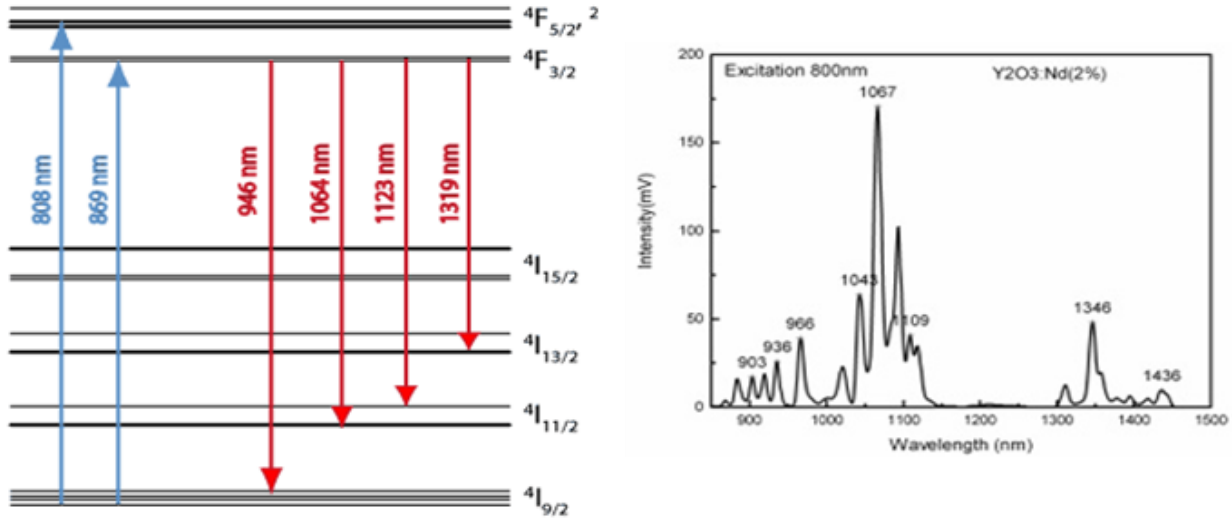 ⁴F₅/₂, ²
⁴F₃/₂
808 nm
869 nm
946 nm
1064 nm
1123 nm
1319 nm
⁴I₁₅/₂
⁴I₁₃/₂
⁴I₁₁/₂
⁴I₉/₂
Excitation 800nm
Y2O3:Nd(2%)
1067
1043
1109
966
936
903
1346
1436
200
150
100
50
0
Intensity(mV)
900 1000 1100 1200 1300 1400 1500
Wavelength (nm)